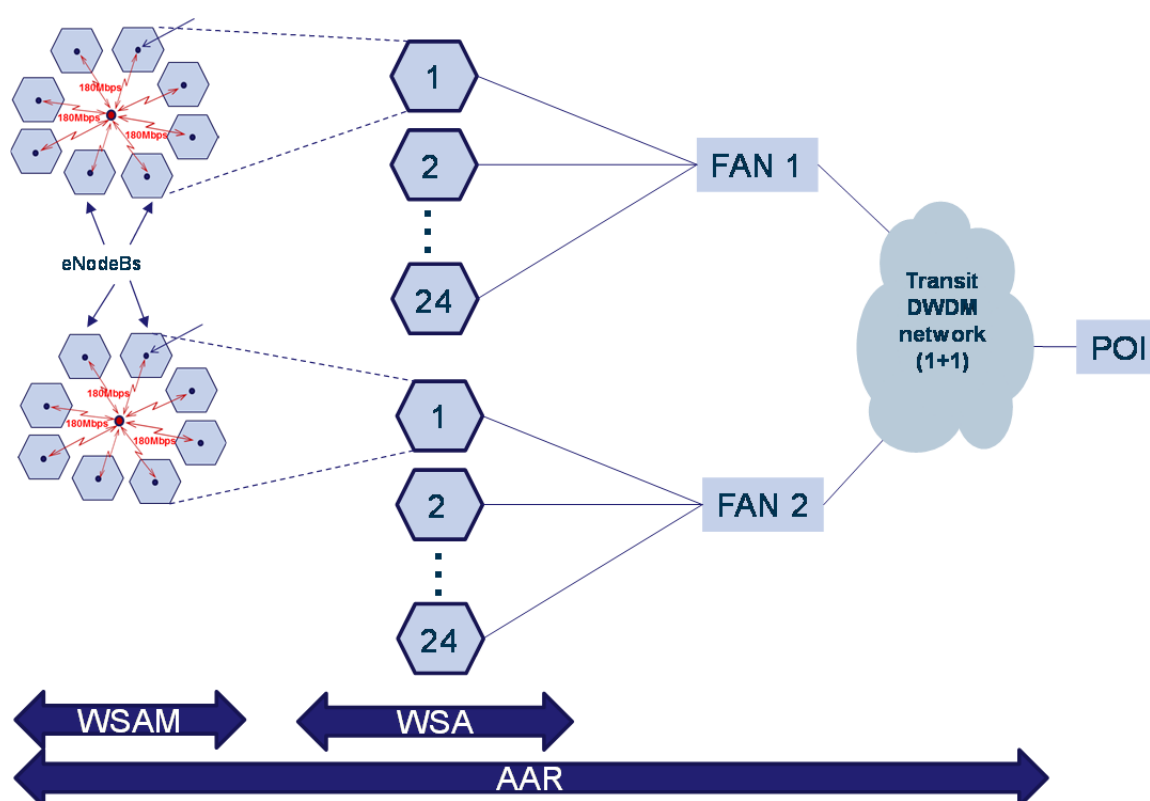 180Mbps
180Mbps
180Mbps
eNodeBs
180Mbps
180Mbps
180Mbps
1
2
24
FAN 1
1
2
24
FAN 2
Transit
DWDM
network
(1+1)
POI
WSAM
WSA
AAR